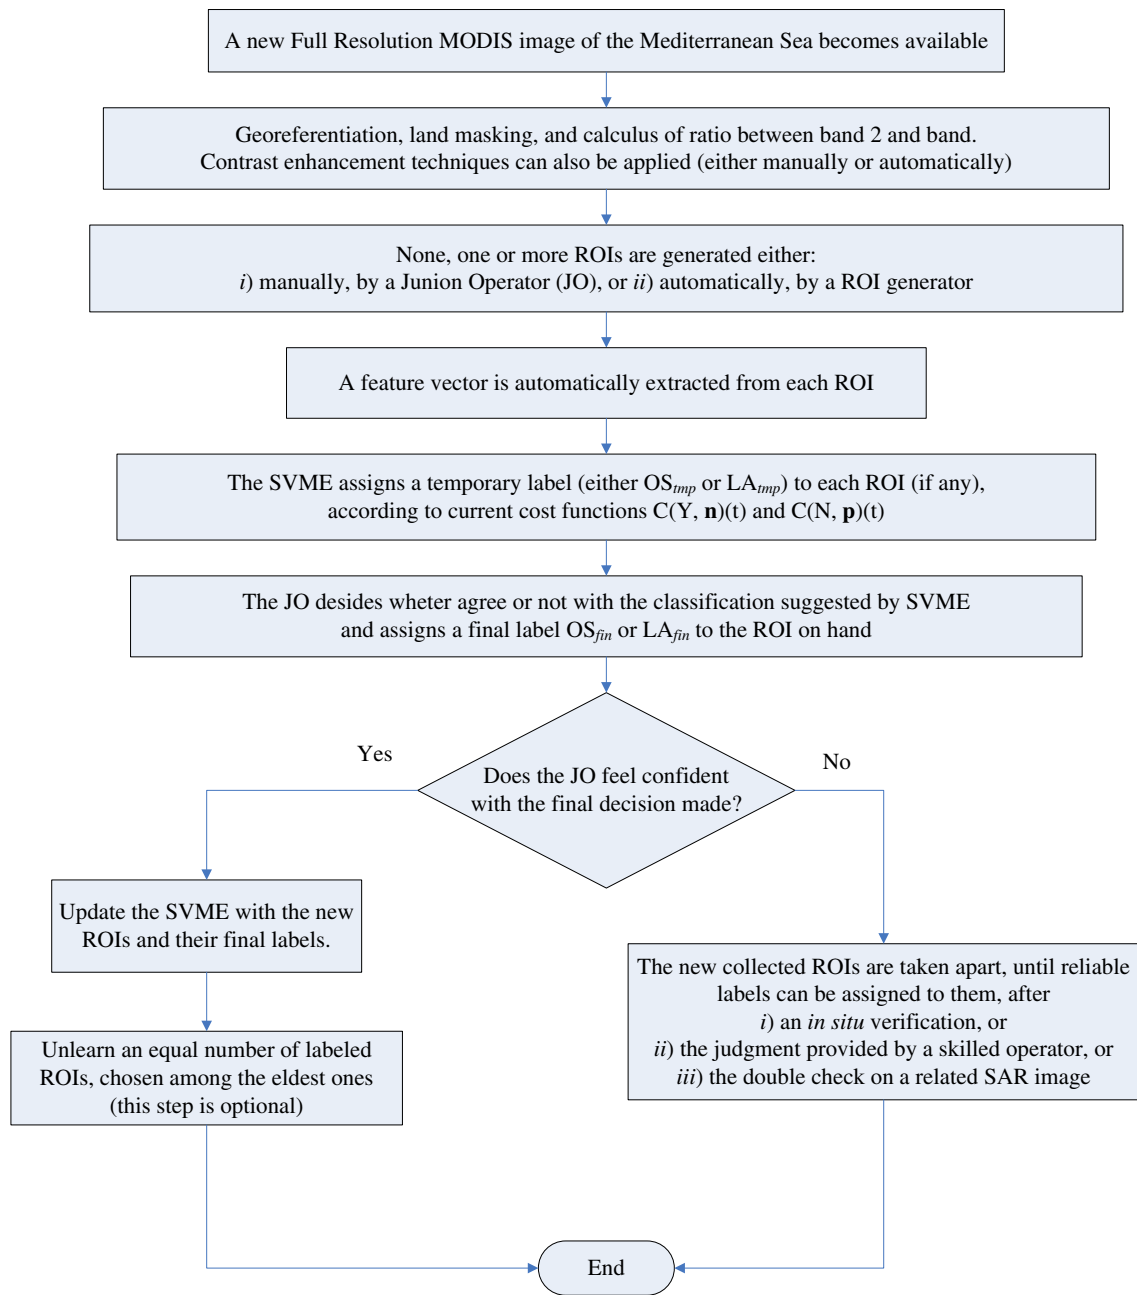 A new Full Resolution MODIS image of the Mediterranean Sea becomes available
Georeferentiation, land masking, and calculus of ratio between band 2 and band.
Contrast enhancement techniques can also be applied (either manually or automatically)
None, one or more ROIs are generated either:
i) manually, by a Junion Operator (JO), or ii) automatically, by a ROI generator
A feature vector is automatically extracted from each ROI
The SVME assigns a temporary label (either OStmp or LAtmp) to each ROI (if any),
according to current cost functions C(Y, n)(t) and C(N, p)(t)
The JO desides wheter agree or not with the classification suggested by SVME
and assigns a final label OSfin or LAfin to the ROI on hand
Does the JO feel confident
with the final decision made?
Yes
No
Update the SVME with the new
ROIs and their final labels.
Unlearn an equal number of labeled
ROIs, chosen among the eldest ones
(this step is optional)
The new collected ROIs are taken apart, until reliable
labels can be assigned to them, after
i) an in situ verification, or
ii) the judgment provided by a skilled operator, or
iii) the double check on a related SAR image
End